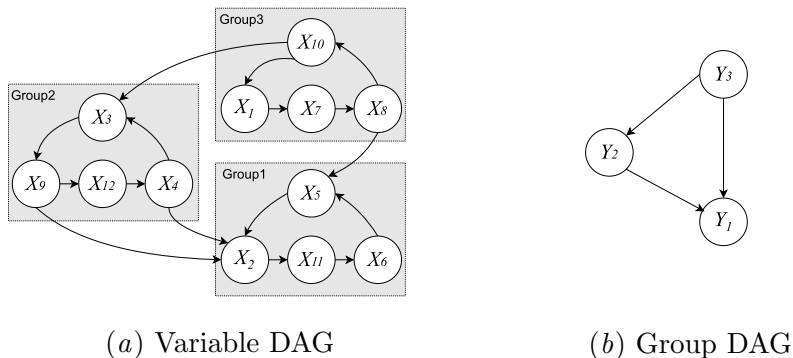 Group3
X10
X1
X7
X8
Group2
X3
X9
X12
X4
Group1
X5
X2
X11
X6
Y3
Y2
Y1
(a) Variable DAG
(b) Group DAG